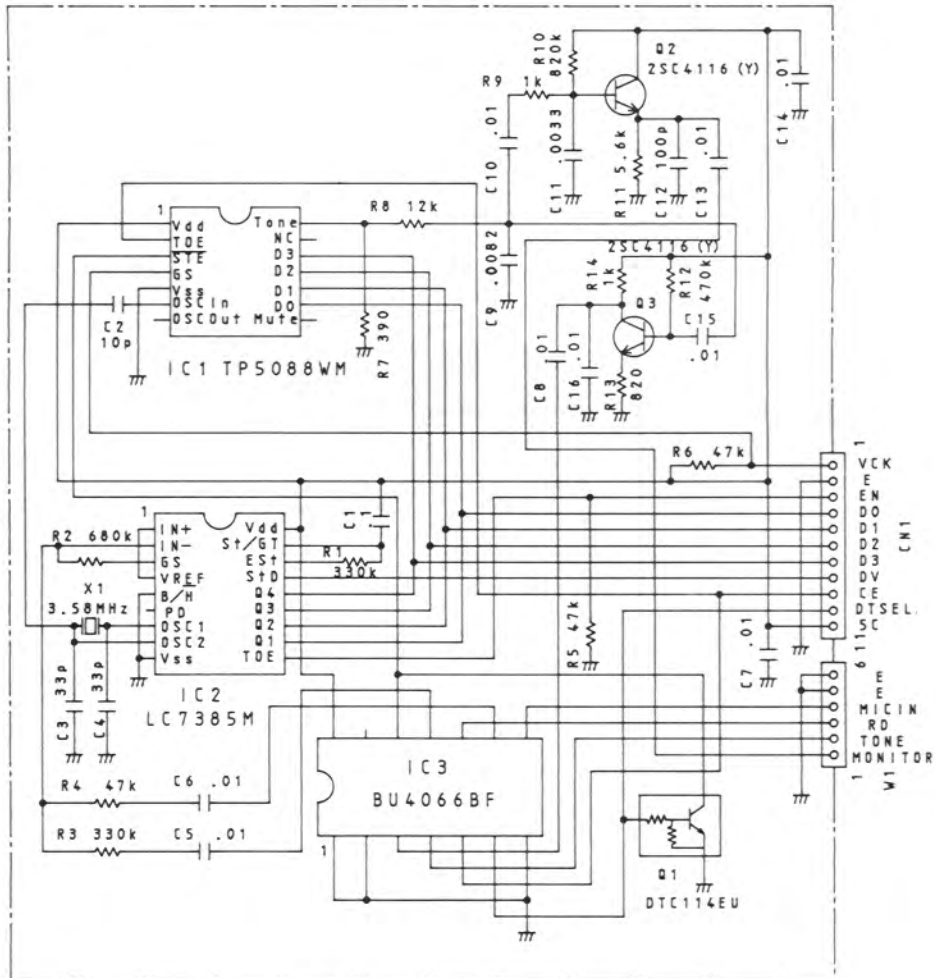 R10
820k
Q2
2SC4116 (Y)
R9 1k
C10 .01
C11 .0033
R11 5.6k
C12 100p
C13 .01
C14 .01
R8 12k
1
Vdd
TOE
STE
GS
Vss
OSCIn
OSCOut
Tone
NC
D3
D2
D1
D0
Mute
IC1 TP5088WM
C2
10p
R7 390
C9 .0082
2SC4116 (Y)
R14
1k
R12
470k
Q3
C15
.01
C8 .01
C16 .01
R13
820
R6 47k
1
VCK
E
EN
D0
D1
D2
D3
DV
CE
DTSEL.
5C
11
CN1
C1
.1
1
IN+
IN-
GS
VREF
B/H
PD
OSC1
OSC2
Vss
Vdd
St/GT
ESt
StD
Q4
Q3
Q2
Q1
TOE
IC2
LC7385M
R2 680k
R1
330k
X1
3.58MHz
C3 33p
C4 33p
R5 47k
C7 .01
6
E
E
MICIN
RD
TONE
MONITOR
1
W1
R4 47k
C6 .01
R3 330k
C5 .01
IC3
BU4066BF
1
Q1
DTC114EU